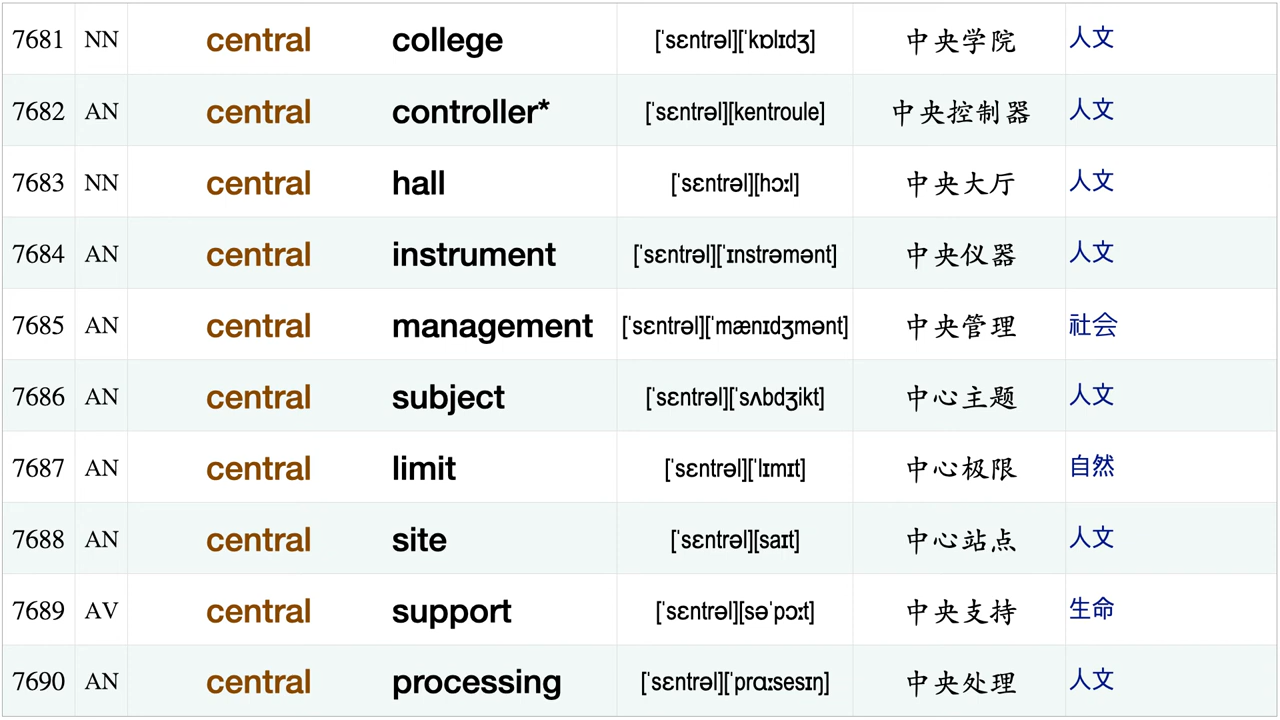 7681 NN central college [ˈsɛntrəl][ˈkɒlɪdʒ] 中央学院 人文
7682 AN central controller* [ˈsɛntrəl][kentroule] 中央控制器 人文
7683 NN central hall [ˈsɛntrəl][hɔɪl] 中央大厅 人文
7684 AN central instrument [ˈsɛntrəl][ˈɪnstrəmənt] 中央仪器 人文
7685 AN central management [ˈsɛntrəl][ˈmænɪdʒmənt] 中央管理 社会
7686 AN central subject [ˈsɛntrəl][ˈsʌbdʒikt] 中心主题 人文
7687 AN central limit [ˈsɛntrəl][ˈlɪmɪt] 中心极限 自然
7688 AN central site [ˈsɛntrəl][saɪt] 中心站点 人文
7689 AV central support [ˈsɛntrəl][səˈpɔɪt] 中央支持 生命
7690 AN central processing [ˈsɛntrəl][ˈprɑɪsesɪŋ] 中央处理 人文